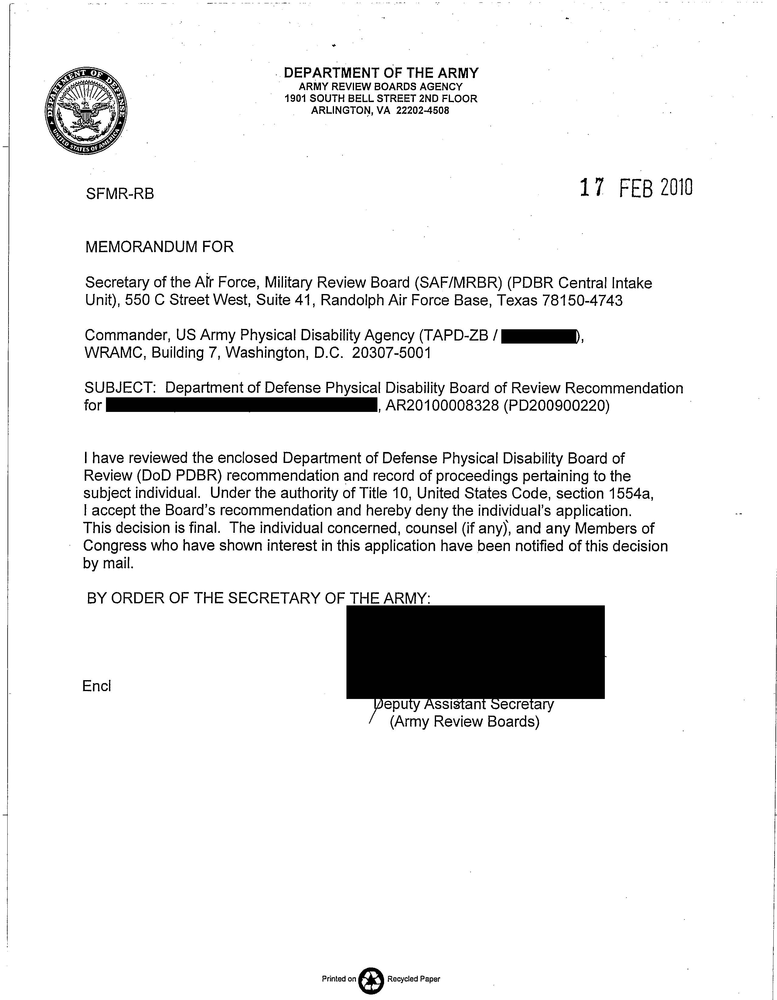 DEPARTMENT OF DEFENSE
UNITED STATES OF AMERICA
DEPARTMENT OF THE ARMY
ARMY REVIEW BOARDS AGENCY
1901 SOUTH BELL STREET 2ND FLOOR
ARLINGTON, VA 22202-4508
SFMR-RB
17 FEB 2010
MEMORANDUM FOR
Secretary of the Air Force, Military Review Board (SAF/MRBR) (PDBR Central Intake
Unit), 550 C Street West, Suite 41, Randolph Air Force Base, Texas 78150-4743
Commander, US Army Physical Disability Agency (TAPD-ZB / ),
WRAMC, Building 7, Washington, D.C. 20307-5001
SUBJECT: Department of Defense Physical Disability Board of Review Recommendation
for , AR20100008328 (PD200900220)
I have reviewed the enclosed Department of Defense Physical Disability Board of
Review (DoD PDBR) recommendation and record of proceedings pertaining to the
subject individual. Under the authority of Title 10, United States Code, section 1554a,
I accept the Board's recommendation and hereby deny the individual's application.
This decision is final. The individual concerned, counsel (if any), and any Members of
Congress who have shown interest in this application have been notified of this decision
by mail.
BY ORDER OF THE SECRETARY OF THE ARMY:
Encl
Deputy Assistant Secretary
(Army Review Boards)
Printed on Recycled Paper